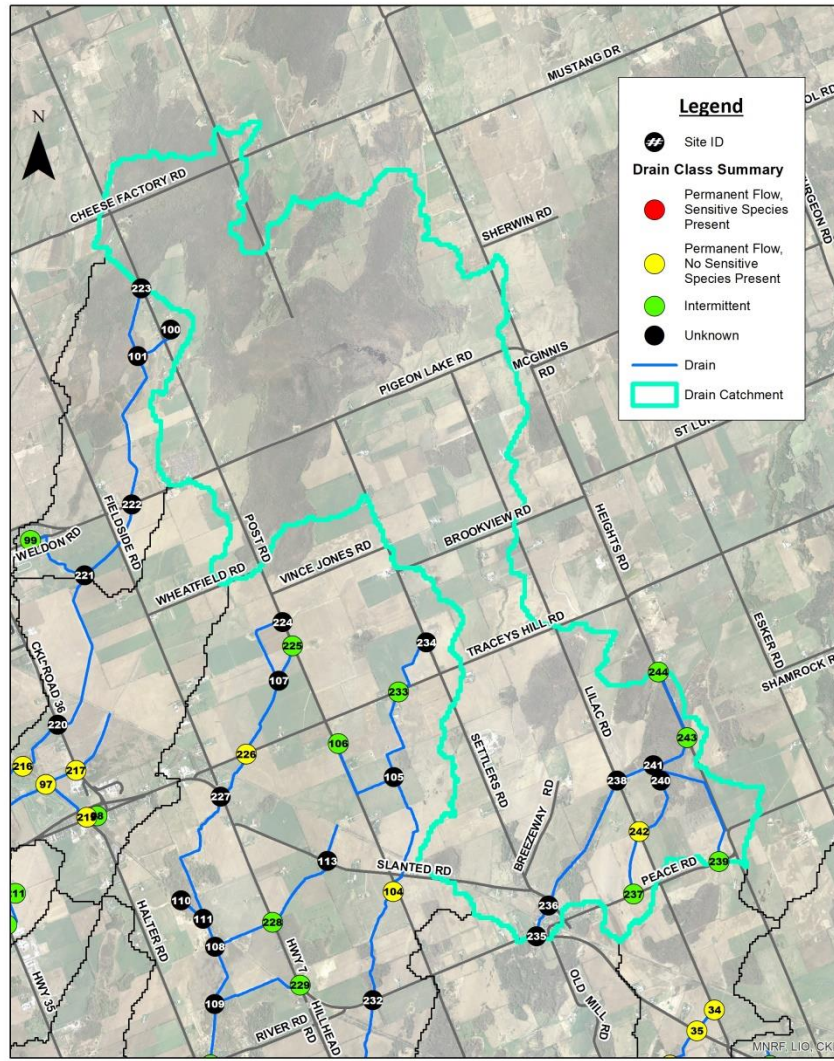 MUSTANG DR
Legend
Site ID
Drain Class Summary
Permanent Flow,
Sensitive Species
Present
Permanent Flow,
No Sensitive
Species Present
Intermittent
Unknown
Drain
Drain Catchment
N
CHEESE FACTORY RD
SHERWIN RD
223
100
101
MCGINNIS
RD
PIGEON LAKE RD
222
99
WELDON RD
FIELDSIDE RD
POST RD
221
WHEATFIELD RD
VINCE JONES RD
BROOKVIEW RD
HEIGHTS RD
224
225
234
TRACEYS HILL RD
ESKER RD
SHAMROCK R
107
233
244
CKL ROAD 36
220
226
106
SETTLERS RD
LILAC RD
243
216
217
97
227
105
BREEZEWAY RD
238
241
240
98
242
113
SLANTED RD
PEACE RD
239
211
110
111
104
236
237
HALTER RD
228
108
HWY 7
235
229
109
232
OLD MILL RD
HWY 35
RIVER RD
HILLHEAD
RD
34
35
MNRF, LIO, CK